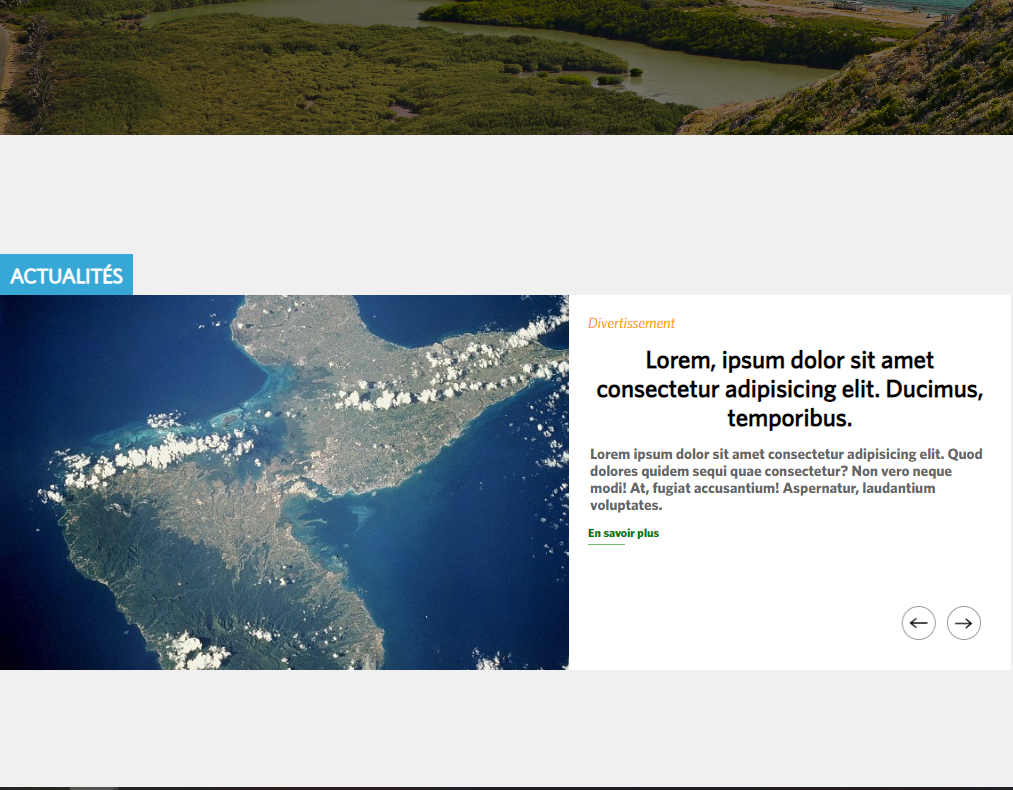 ACTUALITÉS
Divertissement
Lorem, ipsum dolor sit amet
consectetur adipisicing elit. Ducimus,
temporibus.
Lorem ipsum dolor sit amet consectetur adipisicing elit. Quod
dolores quidem sequi quae consectetur? Non vero neque
modi! At, fugiat accusantium! Aspernatur, laudantium
voluptates.
En savoir plus